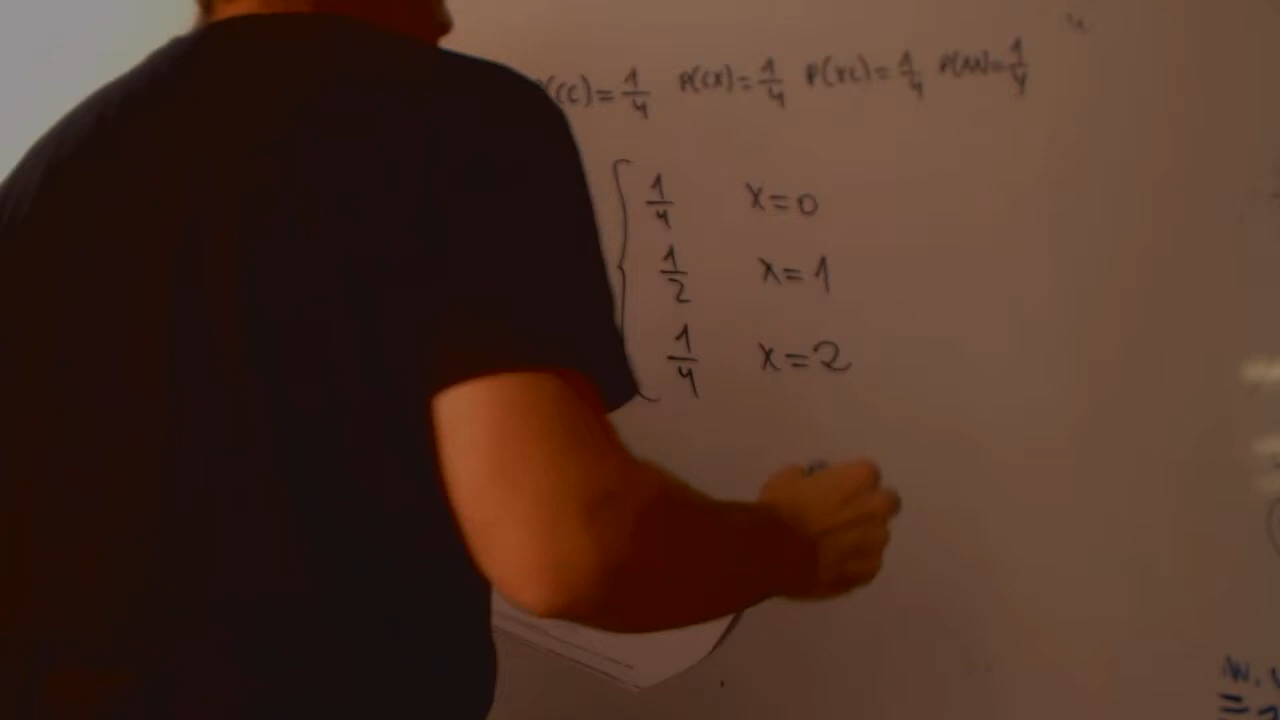 P(CC)=1/4 P(CX)=1/4 P(XC)=1/4 P(XX)=1/4
1/4 x=0
1/2 x=1
1/4 x=2